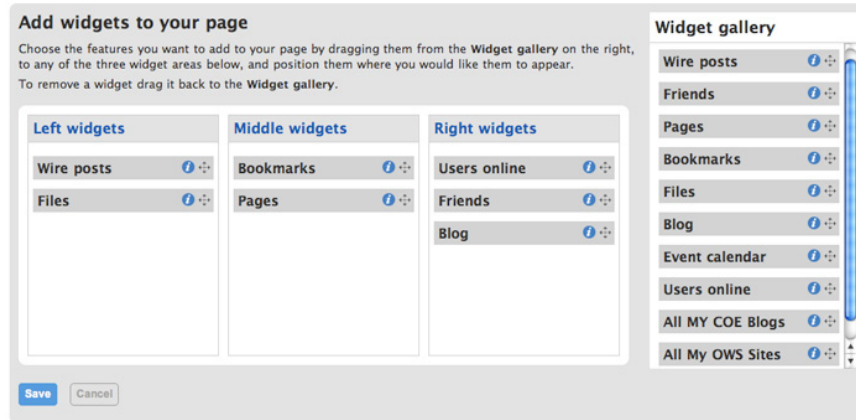 Add widgets to your page
Choose the features you want to add to your page by dragging them from the Widget gallery on the right,
to any of the three widget areas below, and position them where you would like them to appear.
To remove a widget drag it back to the Widget gallery.
Left widgets
Wire posts
Files
Middle widgets
Bookmarks
Pages
Right widgets
Users online
Friends
Blog
Save
Cancel
Widget gallery
Wire posts
Friends
Pages
Bookmarks
Files
Blog
Event calendar
Users online
All MY COE Blogs
All My OWS Sites